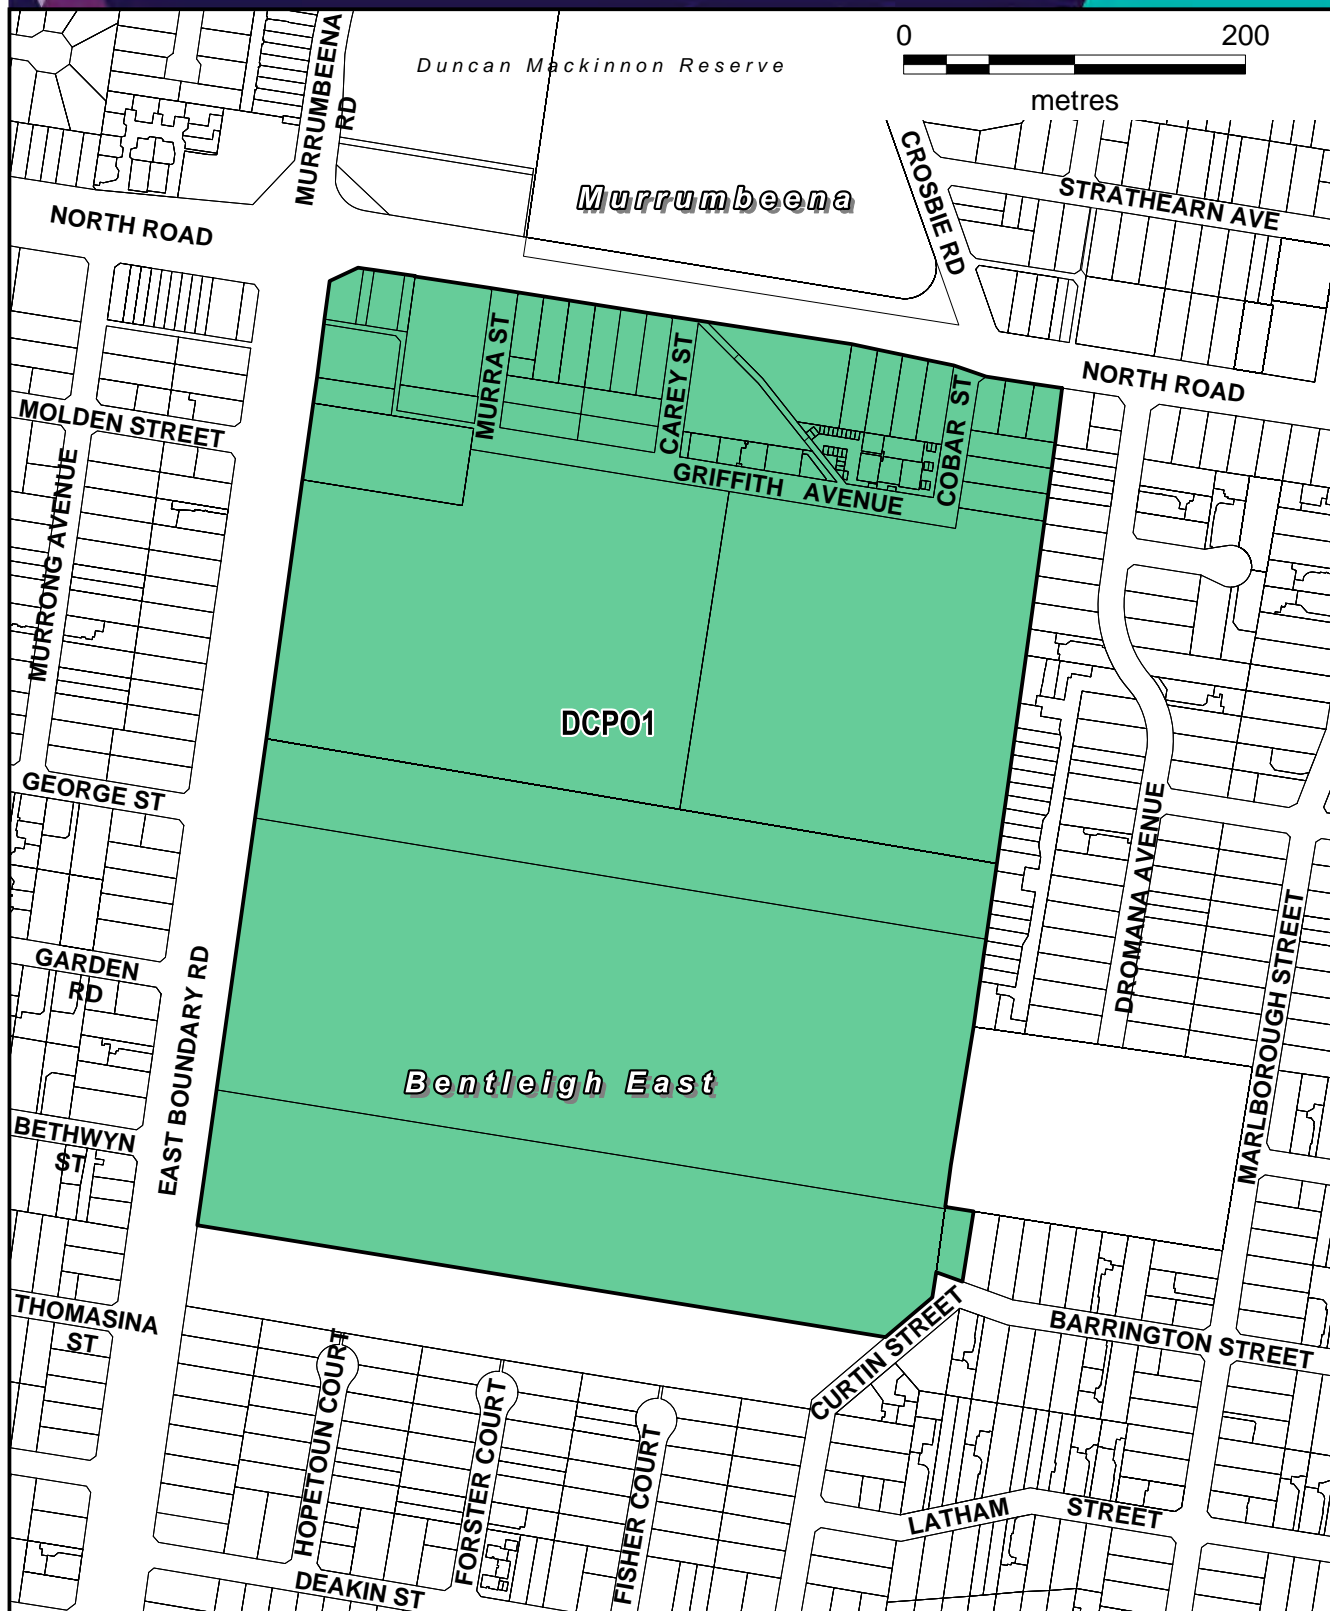 0 200
metres
Duncan Mackinnon Reserve
MURRUMBEENA
RD
Murrumbeena
CROSBIE RD
STRATHEARN AVE
NORTH ROAD
NORTH ROAD
MURRA ST
CAREY ST
COBAR ST
GRIFFITH AVENUE
MOLDEN STREET
MURRONG AVENUE
DCPO1
GEORGE ST
DROMANA AVENUE
MARLBOROUGH STREET
GARDEN
RD
EAST BOUNDARY RD
Bentleigh East
BETHWYN
ST
THOMASINA
ST
CURTIN STREET
BARRINGTON STREET
HOPETOUN COURT
FORSTER COURT
FISHER COURT
LATHAM STREET
DEAKIN ST